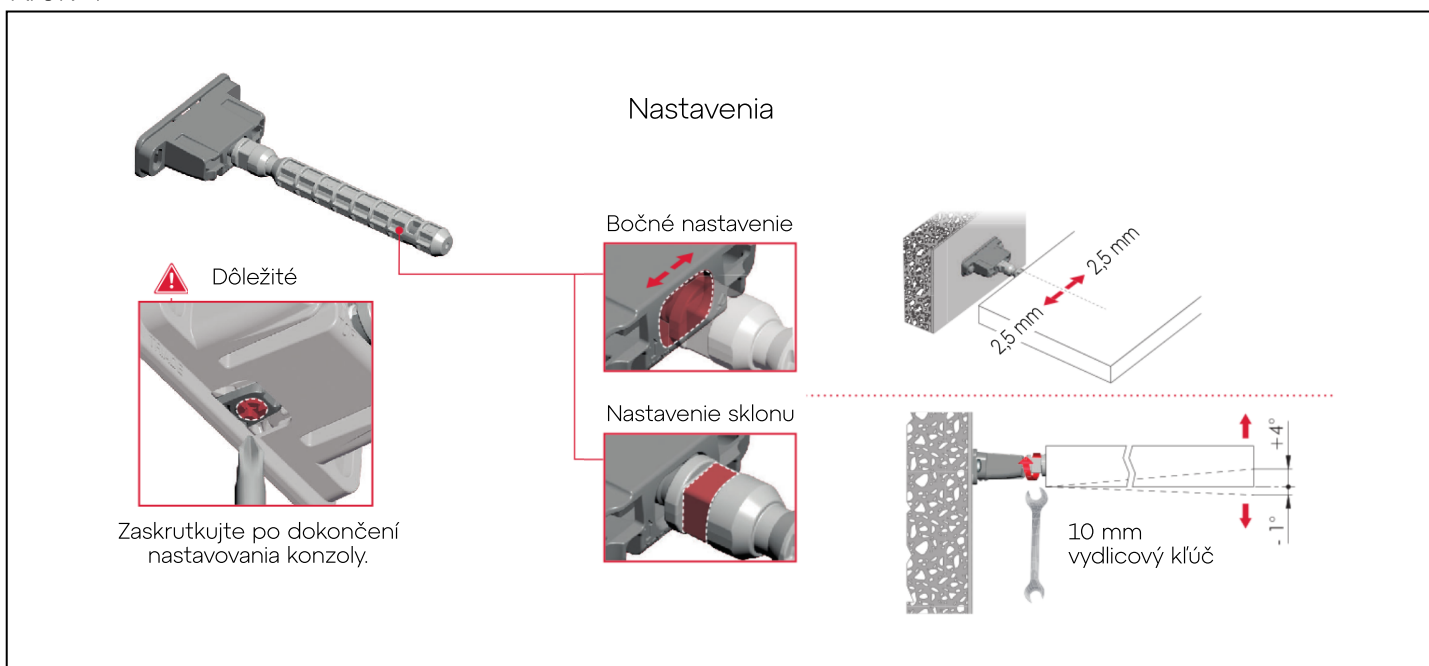 Nastavenia
Bočné nastavenie
Dôležité
Zaskrutkujte po dokončení
nastavovania konzoly.
Nastavenie sklonu
2,5 mm
2,5 mm
+4°
- 1°
10 mm
vydlicový kľúč